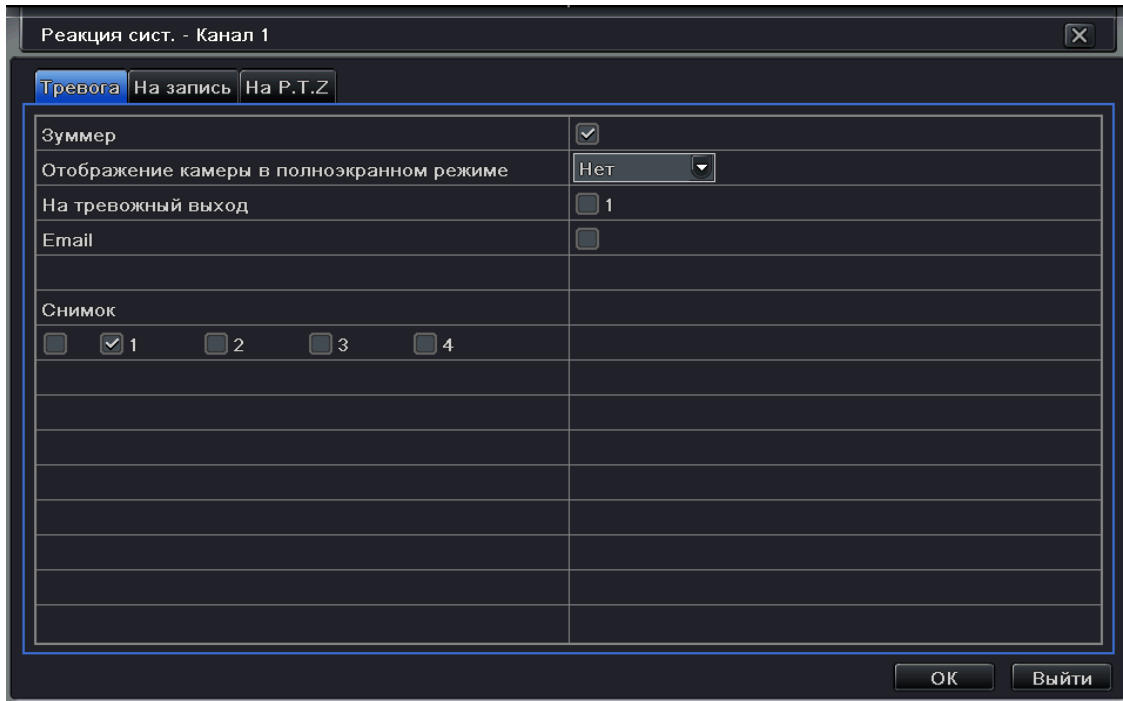 Реакция сист. - Канал 1
Тревога На запись На P.T.Z
Зуммер
Отображение камеры в полноэкранном режиме Нет
На тревожный выход 1
Email
Снимок
1 2 3 4
ОК Выйти